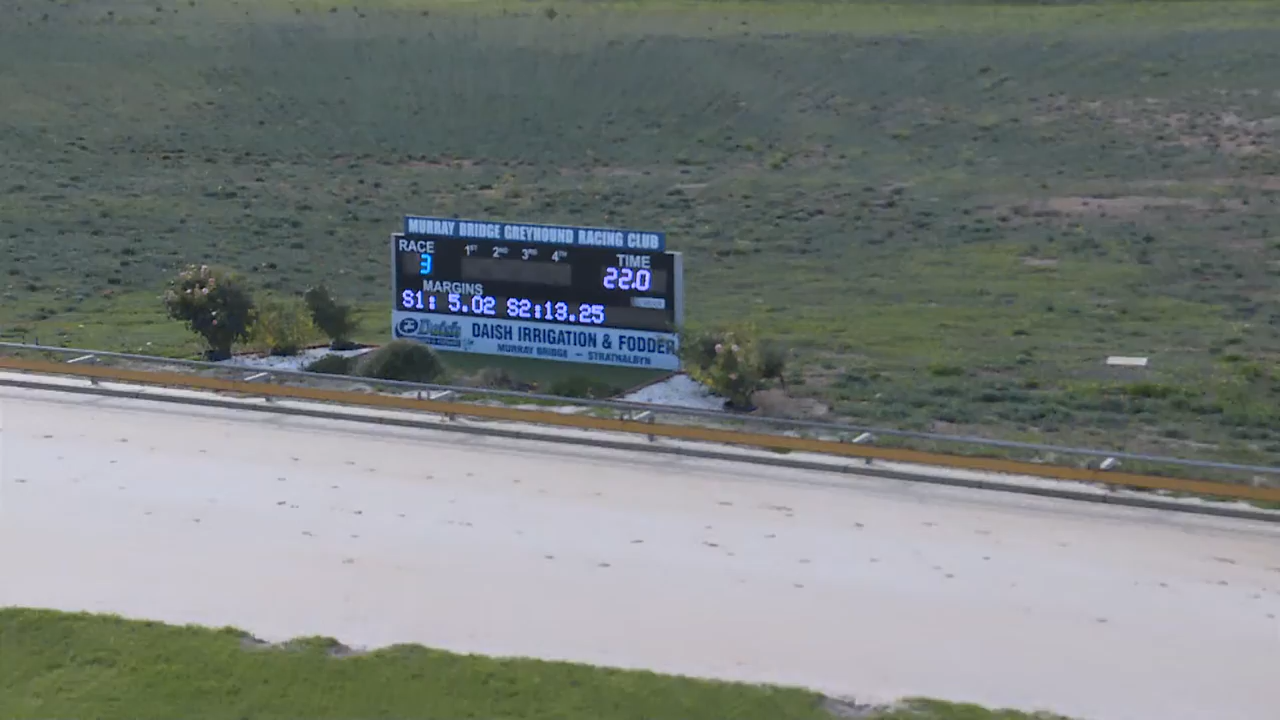 MURRAY BRIDGE GREYHOUND RACING CLUB
RACE 1ST 2ND 3RD 4TH TIME
3 22.0
MARGINS
S1: 5.02 S2:13.25
Daish DAISH IRRIGATION & FODDER
MURRAY BRIDGE — STRATHALBYN